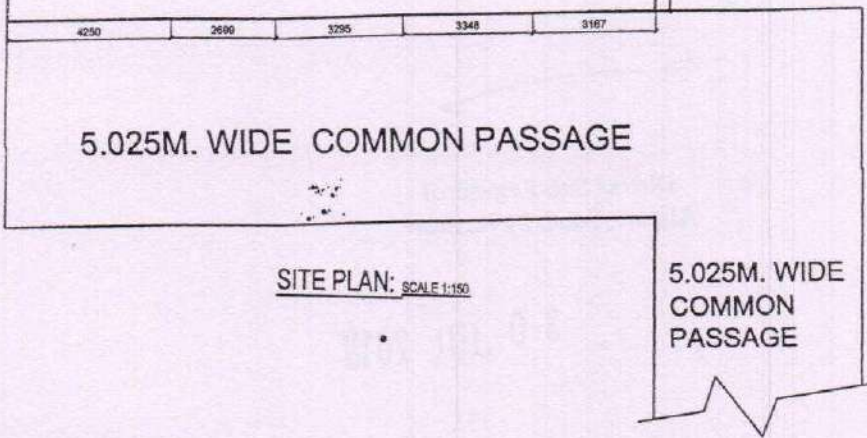 4250 2699 3295 3348 3167
5.025M. WIDE COMMON PASSAGE
SITE PLAN: SCALE 1:150
5.025M. WIDE
COMMON
PASSAGE